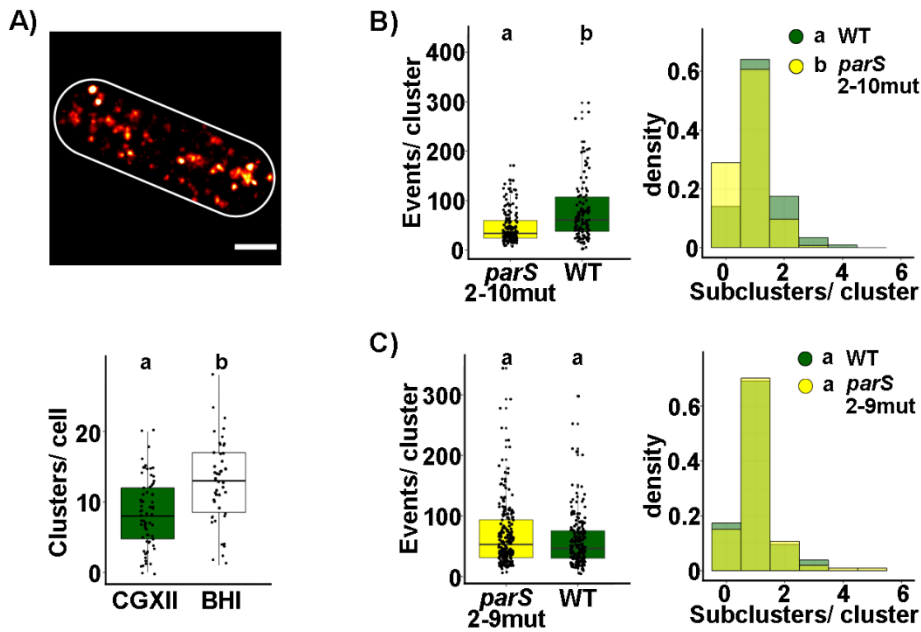 A)
B)
a b
400
300
200
100
0
Events/ cluster
parS
2-10mut
WT
a WT
b parS
2-10mut
0.6
0.4
0.2
0
density
0 2 4 6
Subclusters/ cluster
a b
20
10
0
Clusters/ cell
CGXII BHI
C)
a a
300
200
100
0
Events/ cluster
parS
2-9mut
WT
a WT
a parS
2-9mut
0.6
0.4
0.2
0
density
0 2 4 6
Subclusters/ cluster